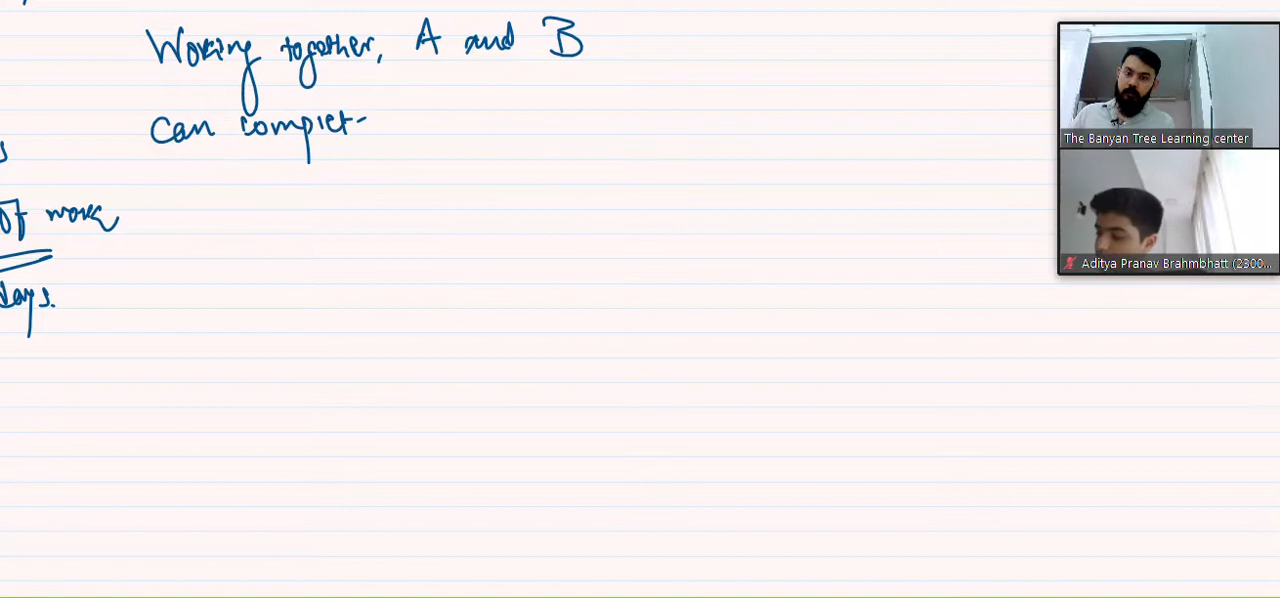 Working together, A and B
can complet-
s
of work
days.
The Banyan Tree Learning center
Aditya Pranav Brahmbhatt (2300...